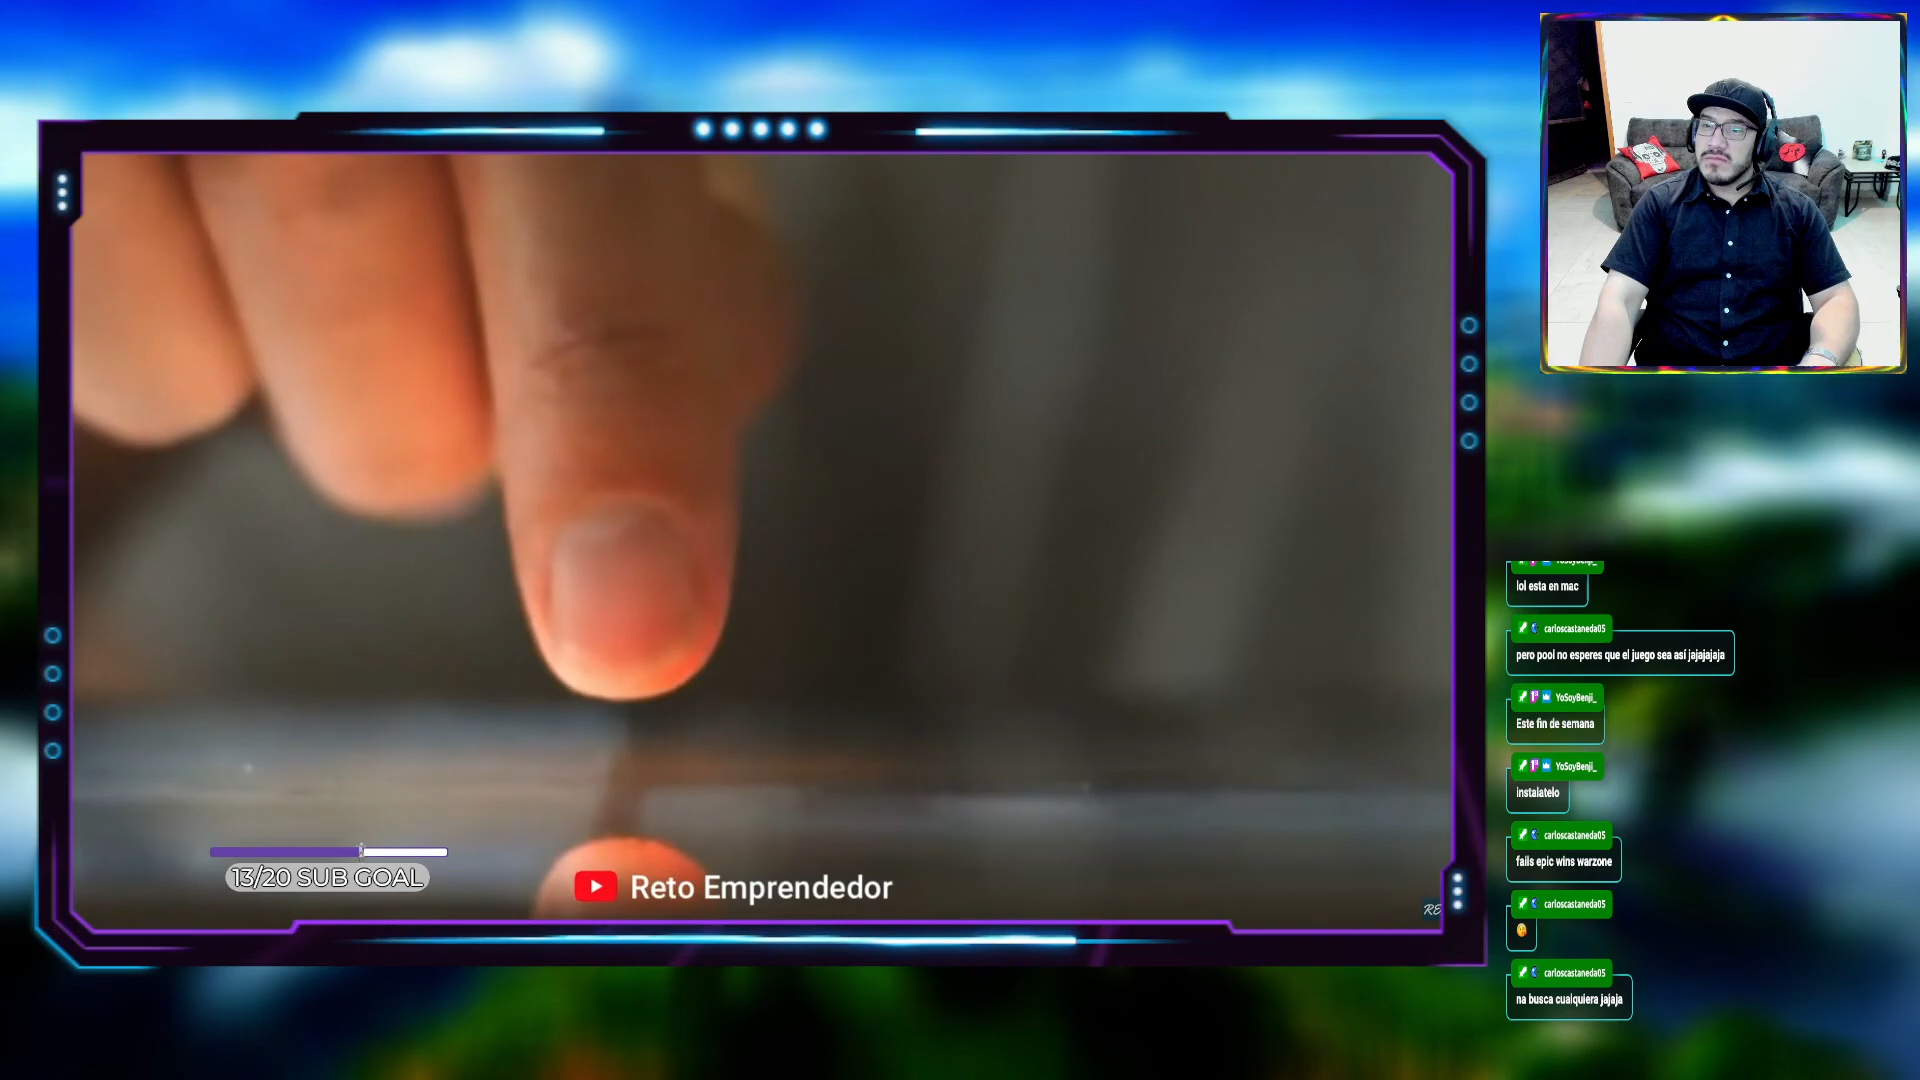 13/20 SUB GOAL
Reto Emprendedor
RE
lol esta en mac
carloscastaneda05
pero pool no esperes que el juego sea así jajajajaja
YoSoyBenji_
Este fin de semana
YoSoyBenji_
instalatelo
carloscastaneda05
fails epic wins warzone
carloscastaneda05
carloscastaneda05
na busca cualquiera jajaja